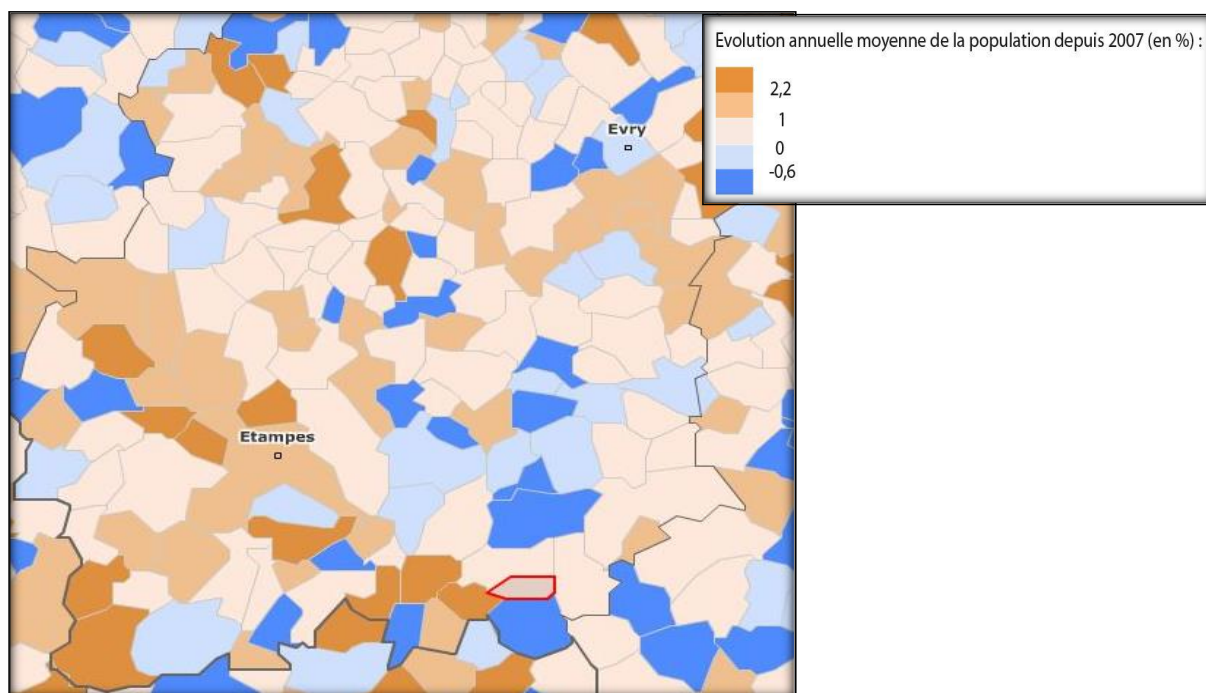 Evolution annuelle moyenne de la population depuis 2007 (en %) :
2,2
1
0
-0,6
Evry
Etampes